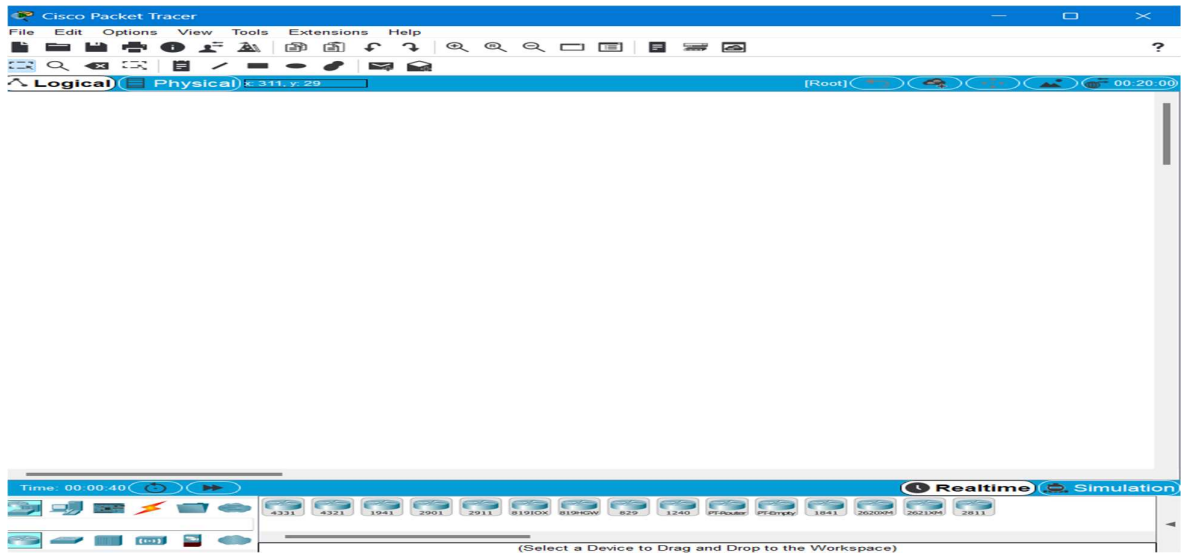 Cisco Packet Tracer
File Edit Options View Tools Extensions Help
?
Logical Physical x: 311, y: 29 [Root] 00:20:00
Time: 00:00:40 Realtime Simulation
4331 4321 1941 2901 2911 819IOX 819HGW 829 1240 PT-Router PT-Empty 1841 2620XM 2621XM 2811
(Select a Device to Drag and Drop to the Workspace)